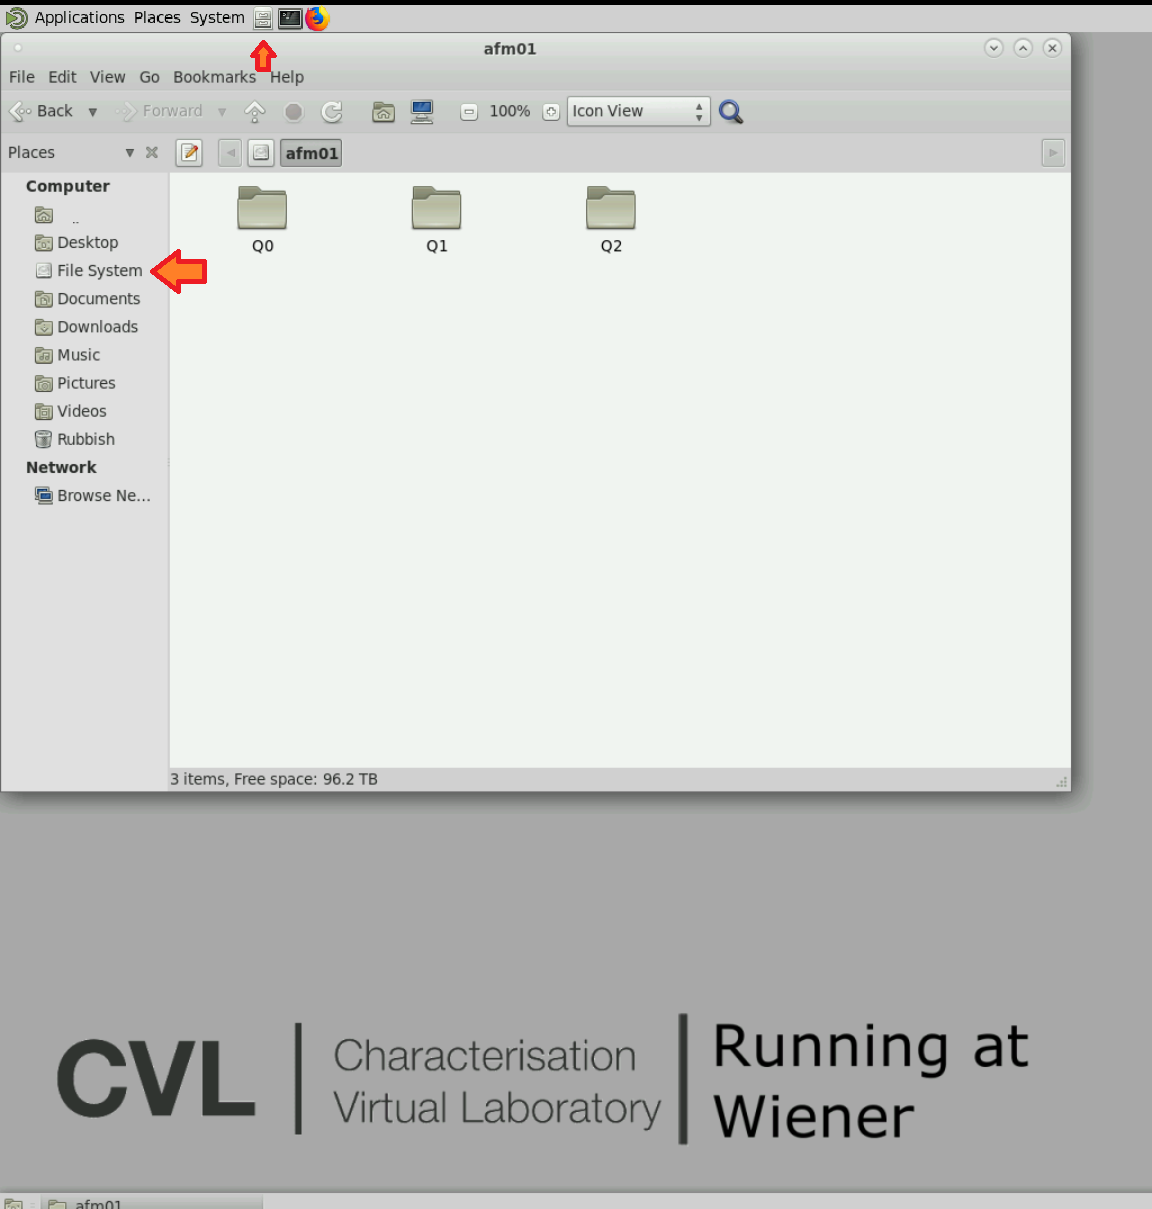 Applications Places System
afm01
File Edit View Go Bookmarks Help
Back Forward 100% Icon View
Places afm01
Computer
..
Desktop
File System
Documents
Downloads
Music
Pictures
Videos
Rubbish
Network
Browse Ne...
Q0 Q1 Q2
3 items, Free space: 96.2 TB
CVL
Characterisation
Virtual Laboratory
Running at
Wiener
afm01